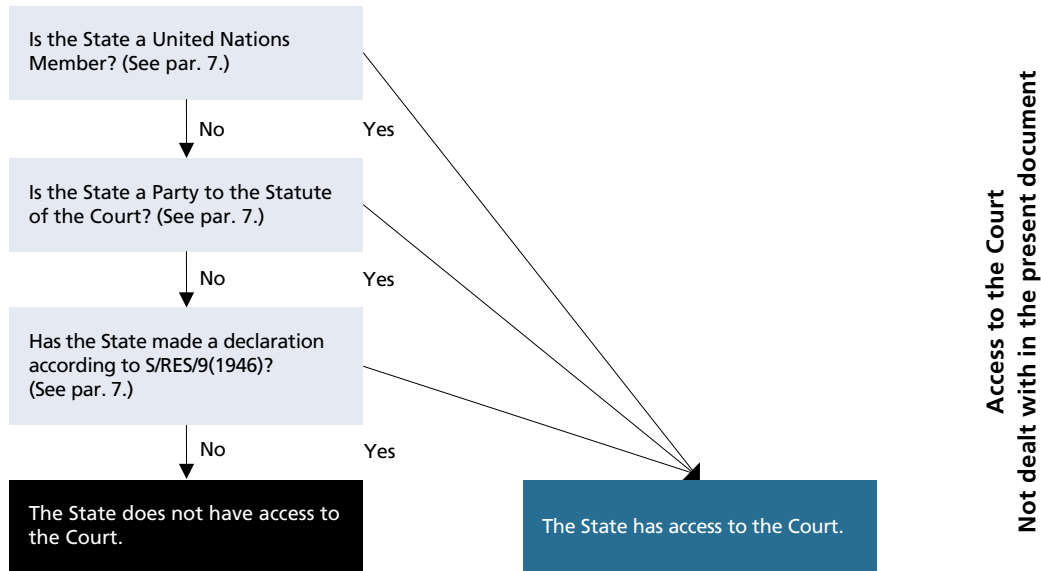 Is the State a United Nations
Member? (See par. 7.)
No
Yes
Is the State a Party to the Statute
of the Court? (See par. 7.)
No
Yes
Has the State made a declaration
according to S/RES/9(1946)?
(See par. 7.)
No
Yes
The State does not have access to
the Court.
The State has access to the Court.
Access to the Court
Not dealt with in the present document